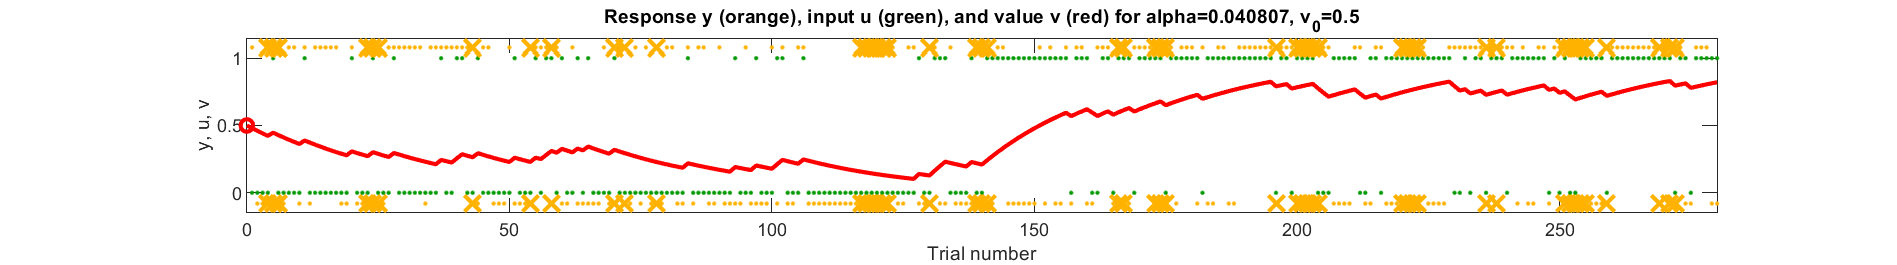 Response y (orange), input u (green), and value v (red) for alpha=0.040807, v₀=0.5
y, u, v
1
0.5
0
0 50 100 150 200 250
Trial number